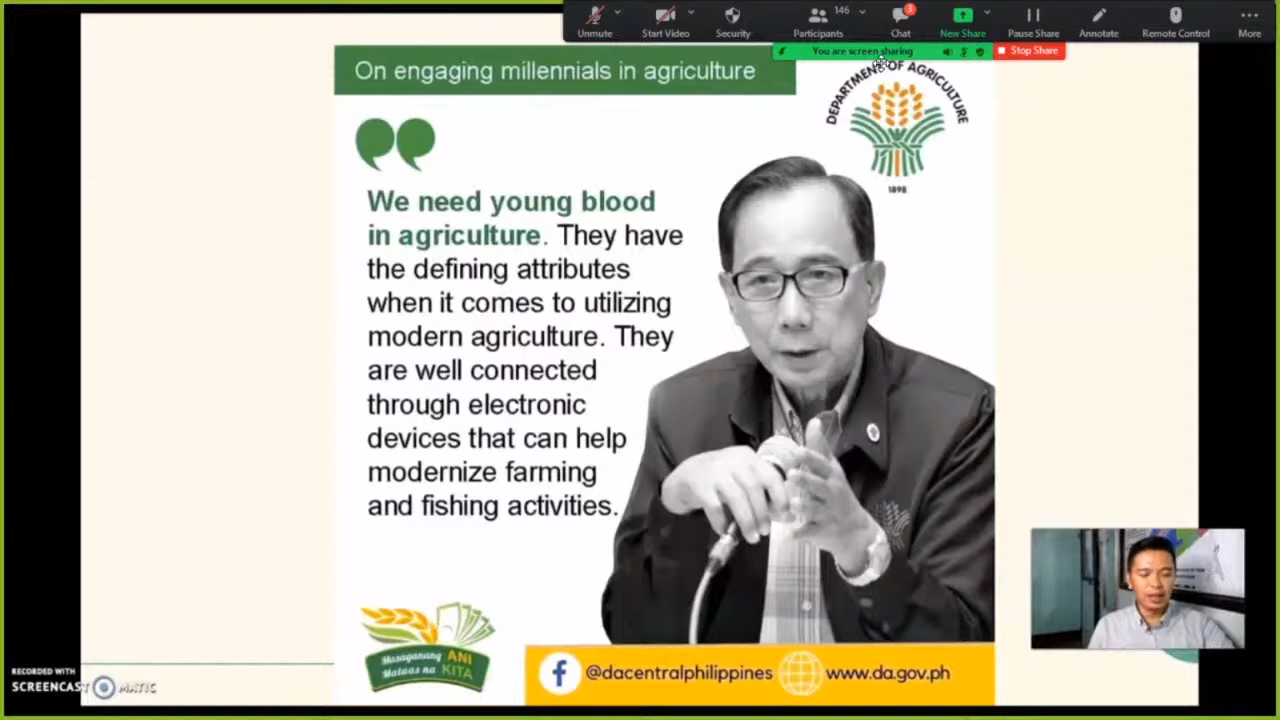 146
3
Unmute
Start Video
Security
Participants
Chat
New Share
Pause Share
Annotate
Remote Control
More
You are screen sharing
Stop Share
On engaging millennials in agriculture
DEPARTMENT OF AGRICULTURE
1898
We need young blood
in agriculture. They have
the defining attributes
when it comes to utilizing
modern agriculture. They
are well connected
through electronic
devices that can help
modernize farming
and fishing activities.
Masaganang ANI
Mataas na KITA
@dacentralphilippines
www.da.gov.ph
RECORDED WITH
SCREENCAST MATIC